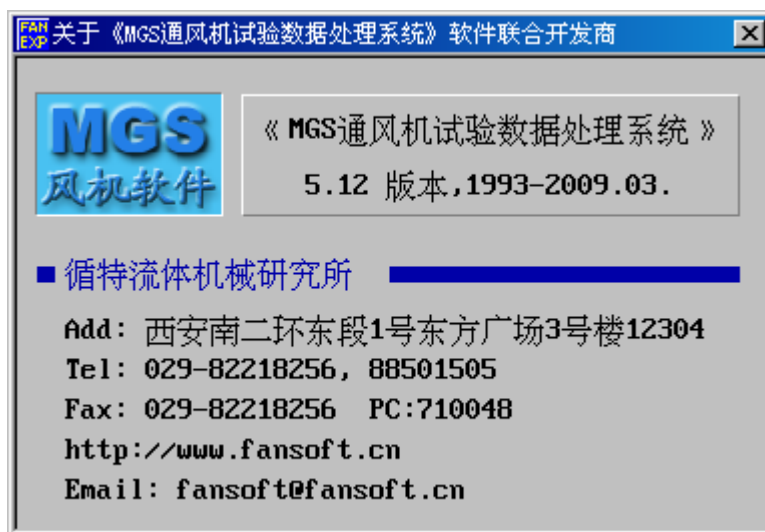 FAN
EXP
关于《MGS通风机试验数据处理系统》软件联合开发商
MGS
风机软件
《 MGS通风机试验数据处理系统 》
5.12 版本,1993-2009.03.
循特流体机械研究所
Add: 西安南二环东段1号东方广场3号楼12304
Tel: 029-82218256, 88501505
Fax: 029-82218256 PC:710048
http://www.fansoft.cn
Email: fansoft@fansoft.cn